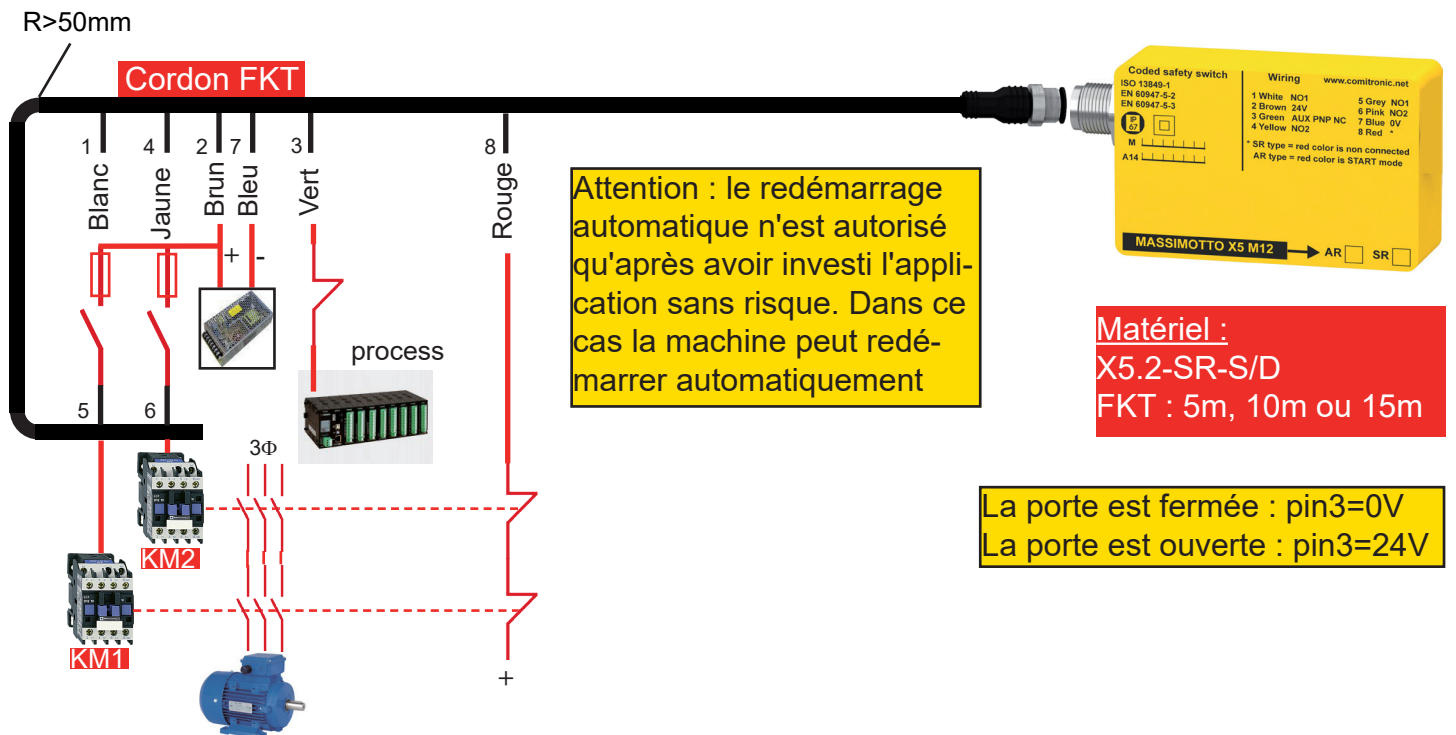 R>50mm
Cordon FKT
1
4
2
7
3
8
Blanc
Jaune
Brun
Bleu
Vert
Rouge
+
-
process
5
6
3Φ
KM2
KM1
+
Attention : le redémarrage
automatique n'est autorisé
qu'après avoir investi l'appli-
cation sans risque. Dans ce
cas la machine peut redé-
marrer automatiquement
Coded safety switch
ISO 13849-1
EN 60947-5-2
EN 60947-5-3
IP
67
M
A14
Wiring www.comitronic.net
1 White NO1 5 Grey NO1
2 Brown 24V 6 Pink NO2
3 Green AUX PNP NC 7 Blue 0V
4 Yellow NO2 8 Red *
* SR type = red color is non connected
AR type = red color is START mode
MASSIMOTTO X5 M12 AR SR
Matériel :
X5.2-SR-S/D
FKT : 5m, 10m ou 15m
La porte est fermée : pin3=0V
La porte est ouverte : pin3=24V